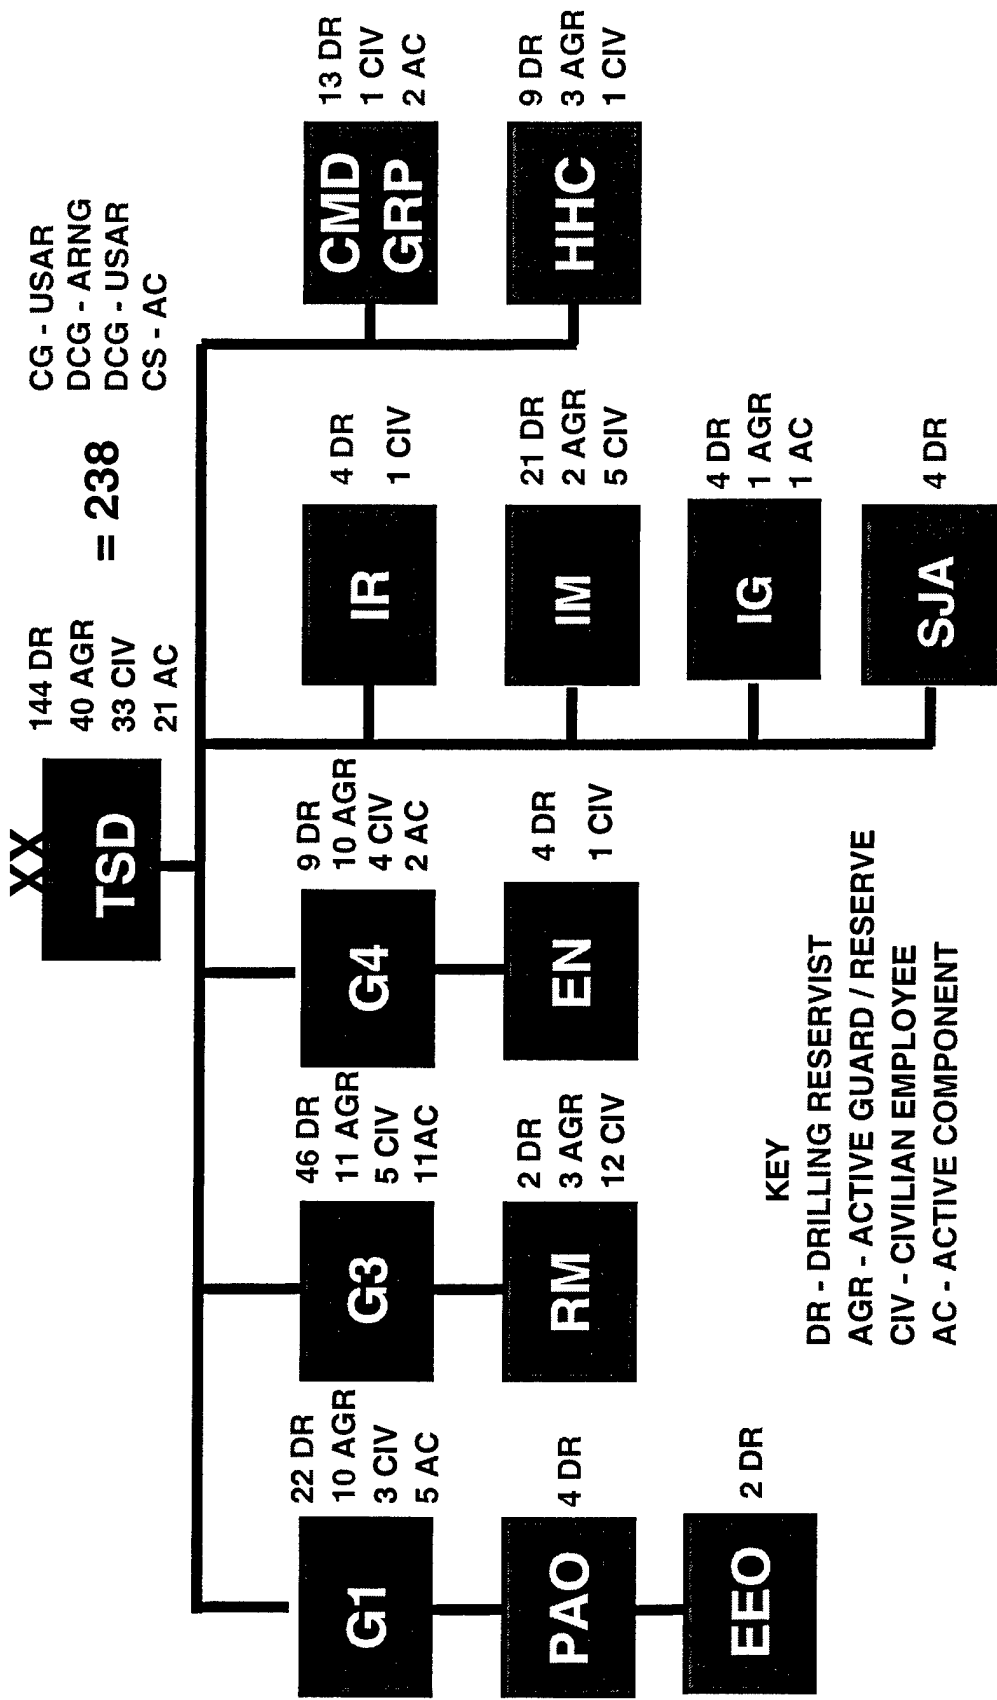 XX
TSD
144 DR
40 AGR
33 CIV
21 AC
= 238
CG - USAR
DCG - ARNG
DCG - USAR
CS - AC
G1
22 DR
10 AGR
3 CIV
5 AC
PAO
4 DR
EEO
2 DR
G3
46 DR
11 AGR
5 CIV
11AC
RM
2 DR
3 AGR
12 CIV
G4
9 DR
10 AGR
4 CIV
2 AC
EN
4 DR
1 CIV
IR
4 DR
1 CIV
IM
21 DR
2 AGR
5 CIV
IG
4 DR
1 AGR
1 AC
SJA
4 DR
CMD
GRP
13 DR
1 CIV
2 AC
HHC
9 DR
3 AGR
1 CIV
KEY
DR - DRILLING RESERVIST
AGR - ACTIVE GUARD / RESERVE
CIV - CIVILIAN EMPLOYEE
AC - ACTIVE COMPONENT